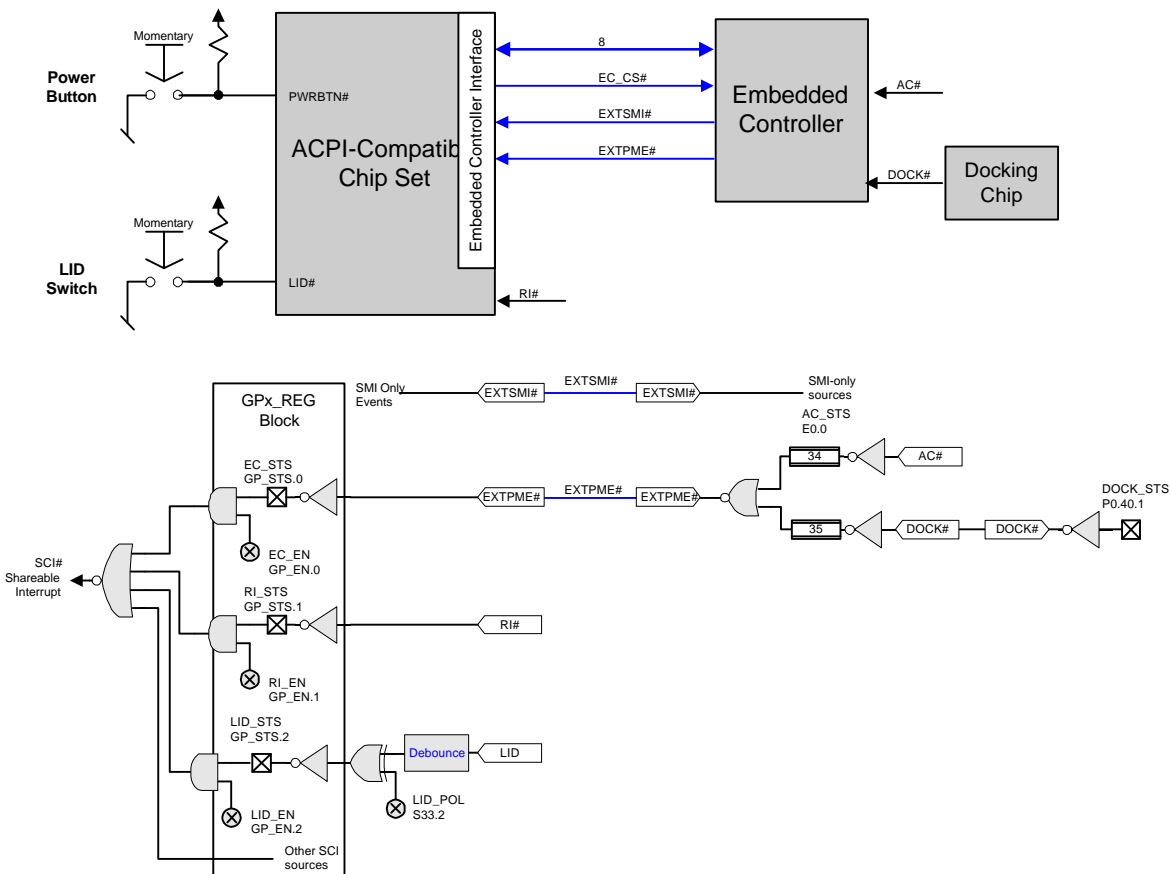 Momentary
Power
Button
PWRBTN#
ACPI-Compatib
Chip Set
Embedded Controller Interface
8
EC_CS#
EXTSMI#
EXTPME#
Embedded
Controller
AC#
DOCK#
Docking
Chip
Momentary
LID
Switch
LID#
RI#
GPx_REG
Block
SMI Only
Events
EXTSMI#
EXTSMI#
EXTSMI#
SMI-only
sources
AC_STS
E0.0
34
AC#
EC_STS
GP_STS.0
EXTPME#
EXTPME#
EXTPME#
DOCK_STS
P0.40.1
35
DOCK#
DOCK#
EC_EN
GP_EN.0
SCI#
Shareable
Interrupt
RI_STS
GP_STS.1
RI#
RI_EN
GP_EN.1
LID_STS
GP_STS.2
Debounce
LID
LID_POL
S33.2
LID_EN
GP_EN.2
Other SCI
sources